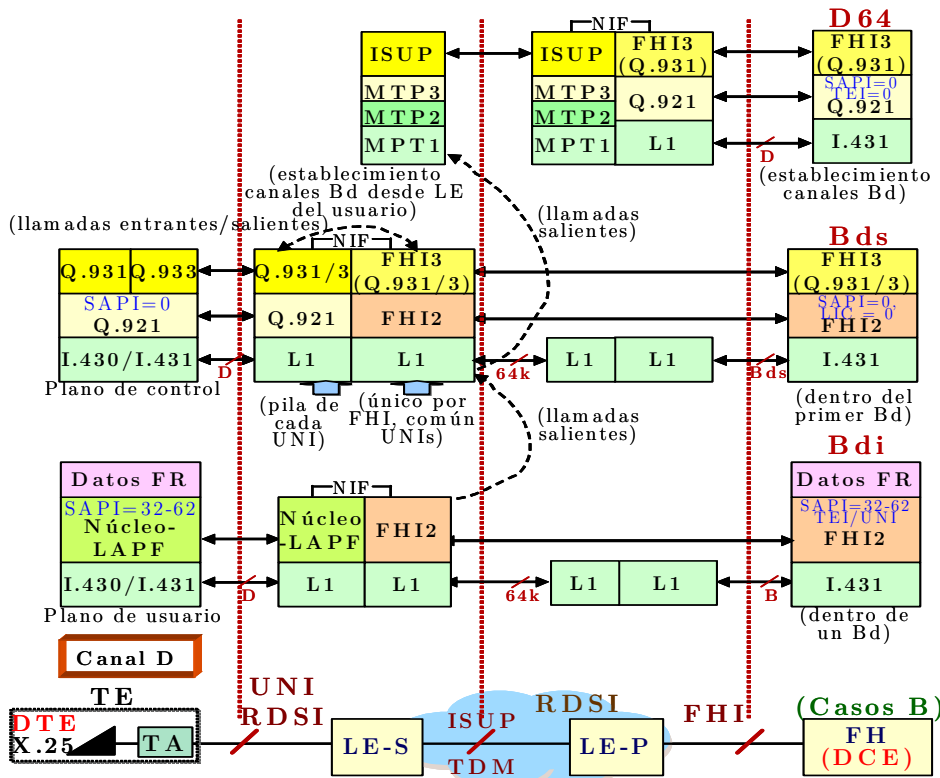 D64
NIF
ISUP
ISUP
FHI3
(Q.931)
FHI3
(Q.931)
MTP3
MTP2
MPT1
MTP3
MTP2
MPT1
Q.921
L1
SAPI=0
TEI=0
Q.921
I.431
D
(establecimiento
canales Bd)
(establecimiento
canales Bd desde LE
del usuario)
(llamadas entrantes/salientes)
(llamadas
salientes)
NIF
Bds
Q.931
Q.933
Q.931/3
FHI3
(Q.931/3)
FHI3
(Q.931/3)
SAPI=0
Q.921
Q.921
FHI2
SAPI=0,
LIC = 0
FHI2
I.430/I.431
D
L1
L1
64k
L1
L1
Bds
I.431
Plano de control
(pila de
cada
UNI)
(único por
FHI, común
UNIs)
(llamadas
salientes)
(dentro del
primer Bd)
Bdi
Datos FR
Datos FR
NIF
SAPI=32-62
Núcleo-
LAPF
Núcleo
-LAPF
FHI2
SAPI=32-62
TEI/UNI
FHI2
I.430/I.431
D
L1
L1
64k
L1
L1
B
I.431
Plano de usuario
(dentro de
un Bd)
Canal D
TE
UNI
RDSI
ISUP
RDSI
FHI
(Casos B)
DTE
X.25
TA
LE-S
TDM
LE-P
FH
(DCE)